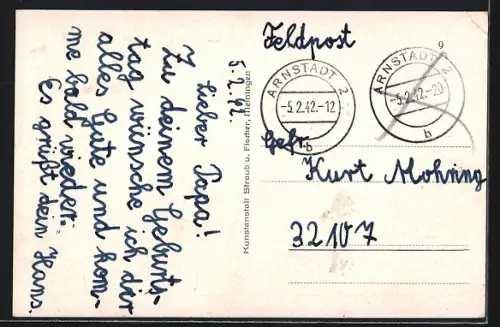 5.2.42
Lieber Papa!
Zu deinem Geburts-
tag wünsche ich dir
alles Gute und kom-
me bald wieder.
Es grüßt dein Hans.
Kunstanstalt Straub u. Fischer, Meiningen
Feldpost
ARNSTADT 2
-5.2.42.-12
b
9
ARNSTADT 2
-5.2.42.-20
b
Gefr.
Kurt Mohring
32107